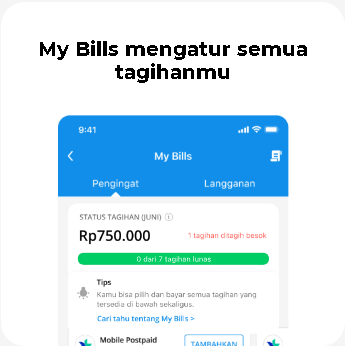 My Bills mengatur semua
tagihanmu
9:41
My Bills
Pengingat
Langganan
STATUS TAGIHAN (JUNI)
Rp750.000
1 tagihan ditagih besok
0 dari 7 tagihan lunas
Tips
Kamu bisa pilih dan bayar semua tagihan yang
tersedia di bawah sekaligus.
Cari tahu tentang My Bills >
Mobile Postpaid
TAMBAHKAN